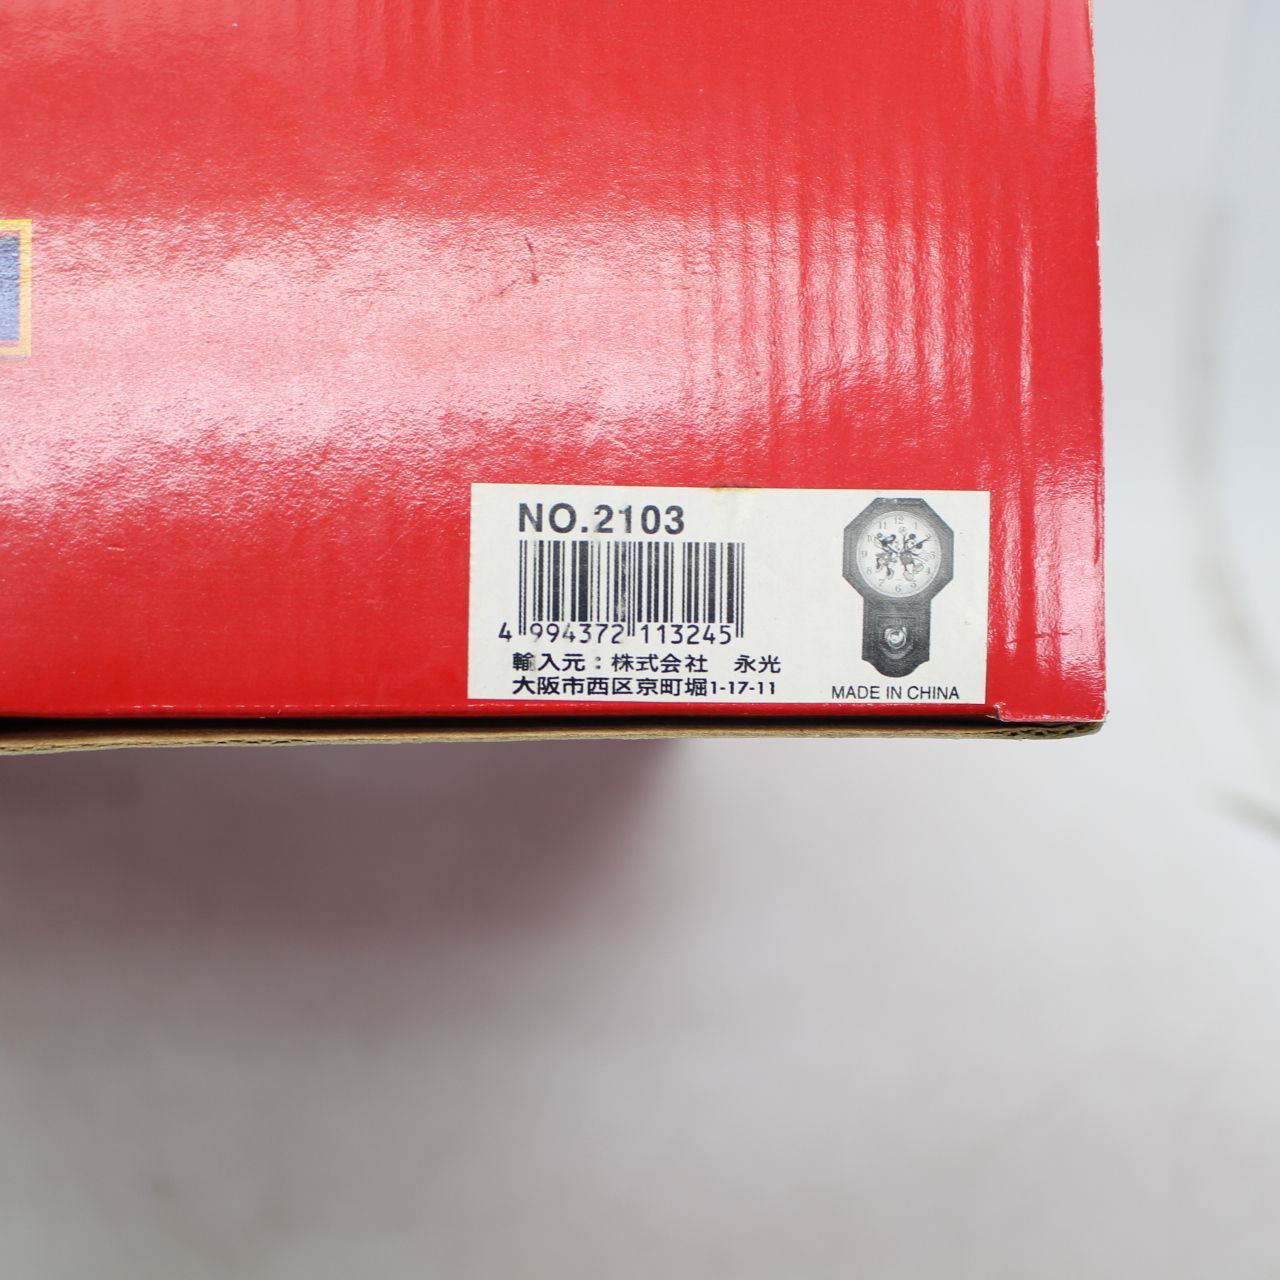 NO.2103
4 994372 113245
輸入元：株式会社　永光
大阪市西区京町堀1-17-11
MADE IN CHINA